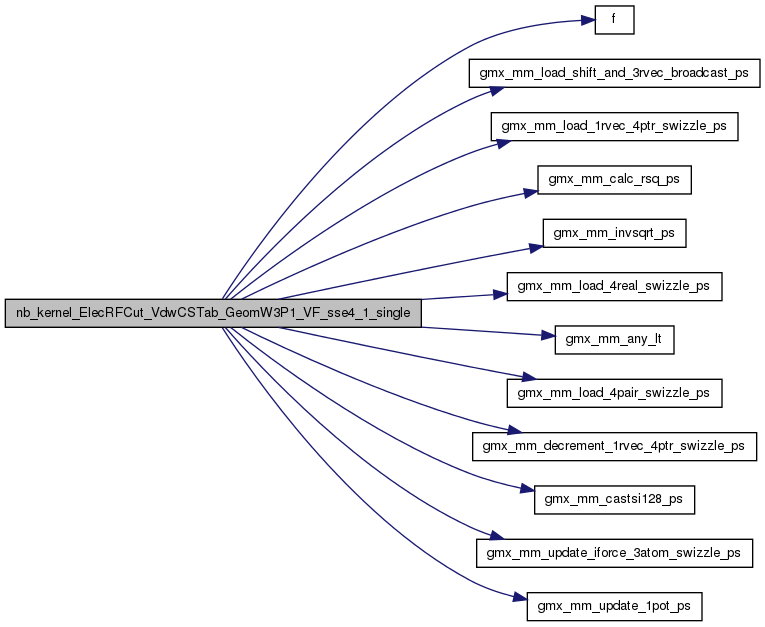 f
gmx_mm_load_shift_and_3rvec_broadcast_ps
gmx_mm_load_1rvec_4ptr_swizzle_ps
gmx_mm_calc_rsq_ps
gmx_mm_invsqrt_ps
gmx_mm_load_4real_swizzle_ps
nb_kernel_ElecRFCut_VdwCSTab_GeomW3P1_VF_sse4_1_single
gmx_mm_any_lt
gmx_mm_load_4pair_swizzle_ps
gmx_mm_decrement_1rvec_4ptr_swizzle_ps
gmx_mm_castsi128_ps
gmx_mm_update_iforce_3atom_swizzle_ps
gmx_mm_update_1pot_ps